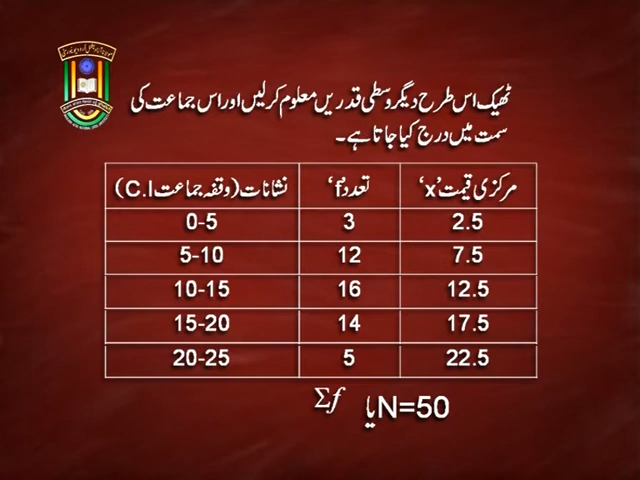 ٹھیک اس طرح دیگر وسطی قدریں معلوم کرلیں اور اس جماعت کی
سمت میں درج کیا جاتا ہے۔
نشانات (وقفہ جماعت C.I) تعدد 'f' مرکزی قیمت 'x'
0-5 3 2.5
5-10 12 7.5
10-15 16 12.5
15-20 14 17.5
20-25 5 22.5
Σf یا N=50